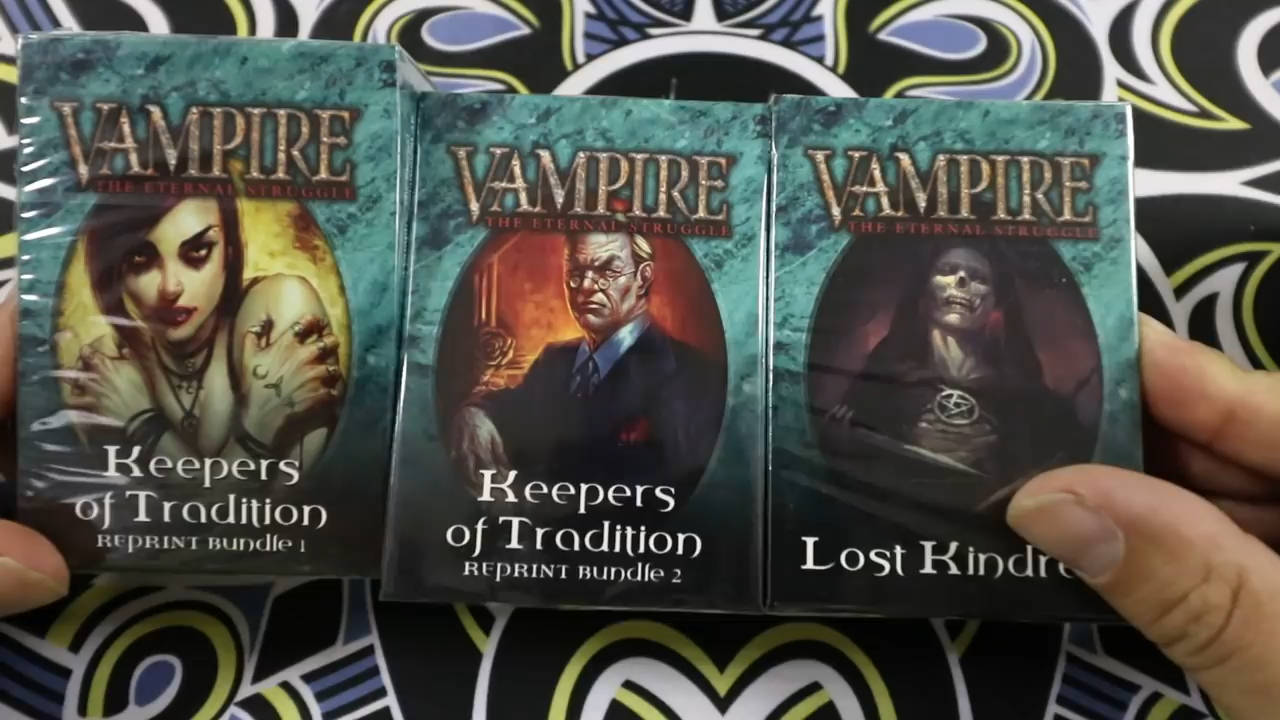 VAMPIRE
THE ETERNAL STRUGGLE
Keepers
of Tradition
REPRINT Bundle 1
VAMPIRE
THE ETERNAL STRUGGLE
Keepers
of Tradition
REPRINT Bundle 2
VAMPIRE
THE ETERNAL STRUGGLE
Lost